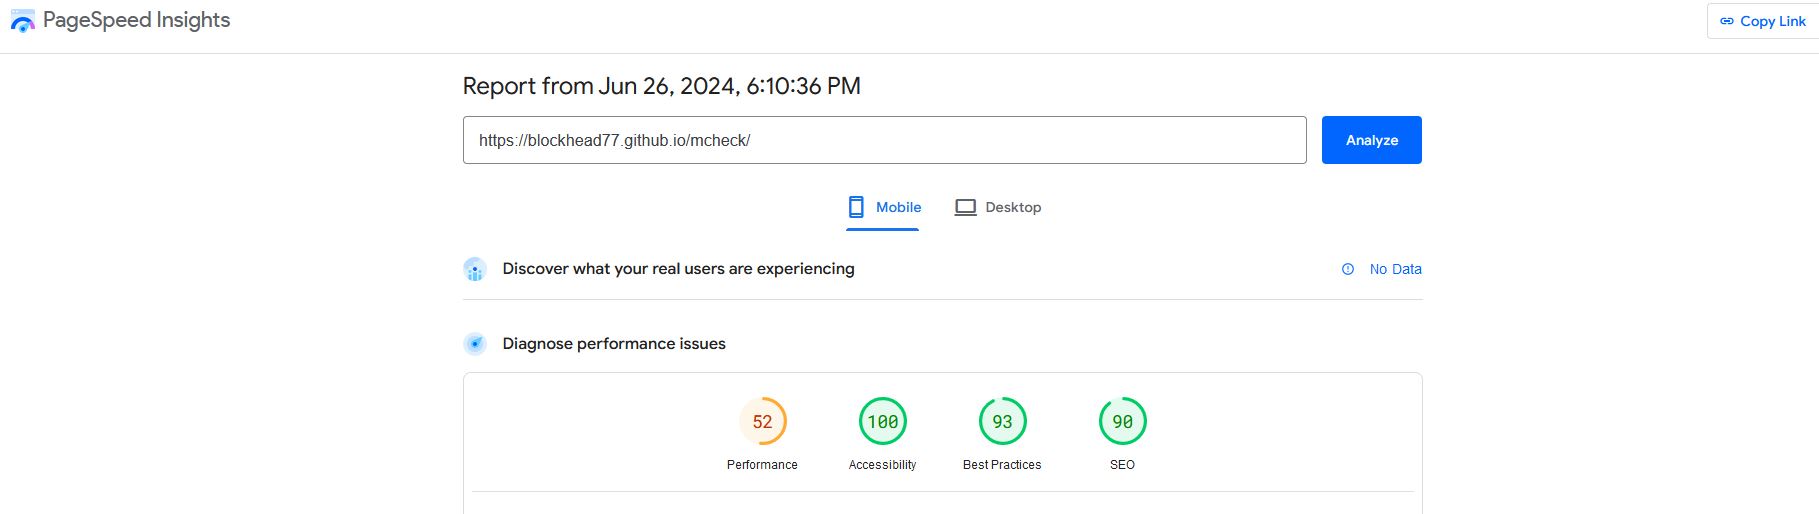 PageSpeed Insights
Copy Link
Report from Jun 26, 2024, 6:10:36 PM
https://blockhead77.github.io/mcheck/
Analyze
Mobile
Desktop
Discover what your real users are experiencing
No Data
Diagnose performance issues
52
100
93
90
Performance
Accessibility
Best Practices
SEO